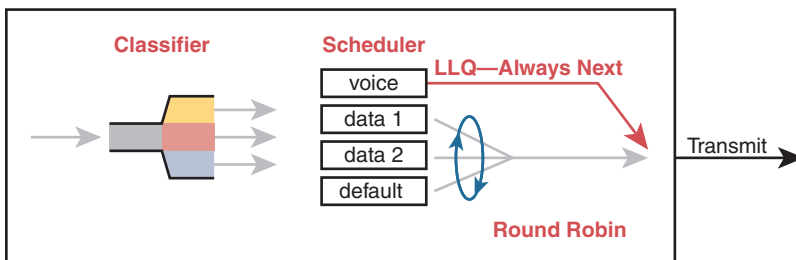 Classifier
Scheduler
LLQ—Always Next
voice
data 1
data 2
default
Transmit
Round Robin